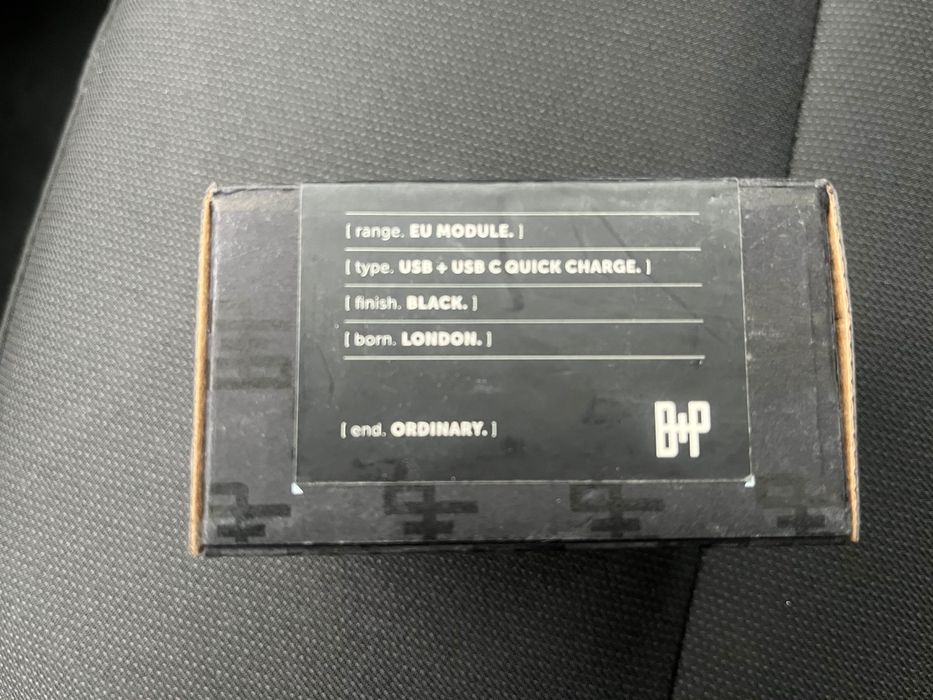 [ range. EU MODULE. ]
[ type. USB + USB C QUICK CHARGE. ]
[ finish. BLACK. ]
[ born. LONDON. ]
[ end. ORDINARY. ]
B+P